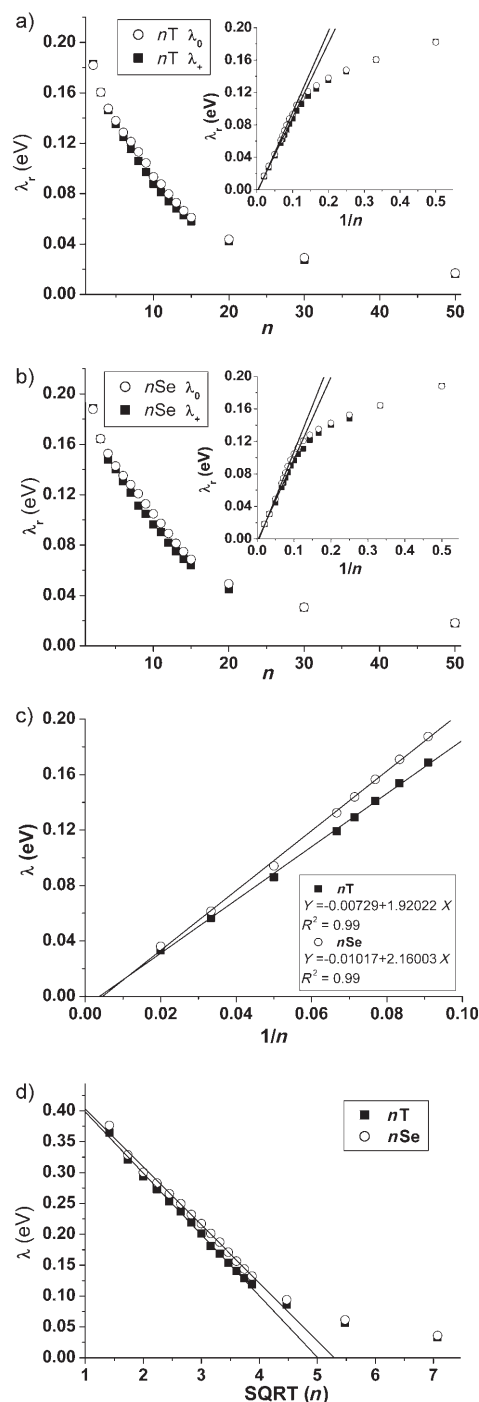 a)
nT λ0
nT λ+
0.20
0.16
0.12
0.08
0.04
0.00
λr (eV)
10
20
30
40
50
n
0.20
0.16
0.12
0.08
0.04
0.00
λr (eV)
0.0
0.1
0.2
0.3
0.4
0.5
1/n
b)
nSe λ0
nSe λ+
0.20
0.16
0.12
0.08
0.04
0.00
λr (eV)
10
20
30
40
50
n
0.20
0.16
0.12
0.08
0.04
0.00
λr (eV)
0.0
0.1
0.2
0.3
0.4
0.5
1/n
c)
0.20
0.16
0.12
0.08
0.04
0.00
λ (eV)
nT
Y =-0.00729+1.92022 X
R² = 0.99
nSe
Y =-0.01017+2.16003 X
R² = 0.99
0.00
0.02
0.04
0.06
0.08
0.10
1/n
d)
nT
nSe
0.40
0.35
0.30
0.25
0.20
0.15
0.10
0.05
0.00
λ (eV)
1
2
3
4
5
6
7
SQRT (n)